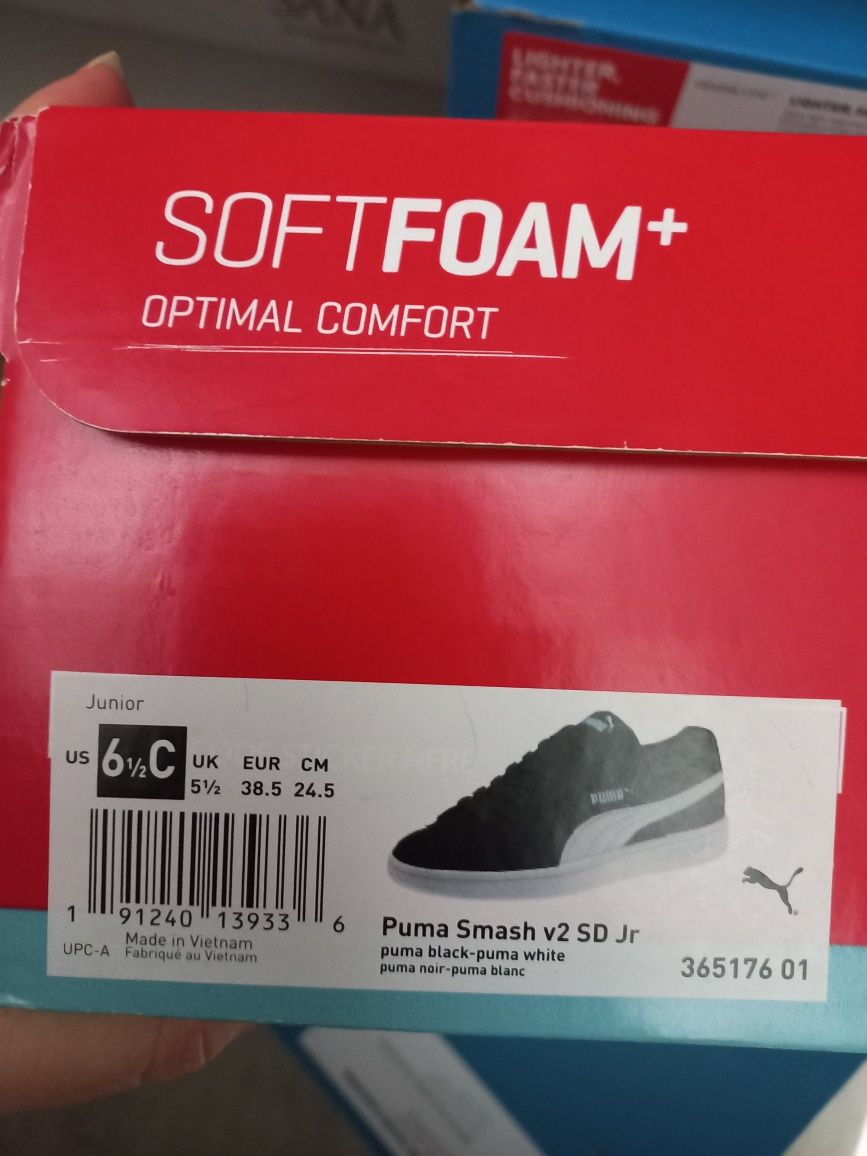 SANA
LIGHTER
FASTER
CUSHIONING
LIGHTER
SOFTFOAM+
OPTIMAL COMFORT
Junior
US 6½C UK EUR CM
5½ 38.5 24.5
PUMA
1 91240 13933 6
UPC-A Made in Vietnam
Fabriqué au Vietnam
Puma Smash v2 SD Jr
puma black-puma white
puma noir-puma blanc
365176 01